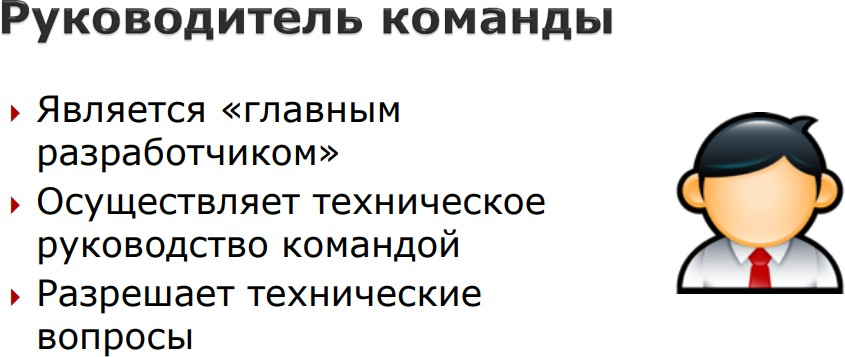 Руководитель команды
Является «главным
разработчиком»
Осуществляет техническое
руководство командой
Разрешает технические
вопросы